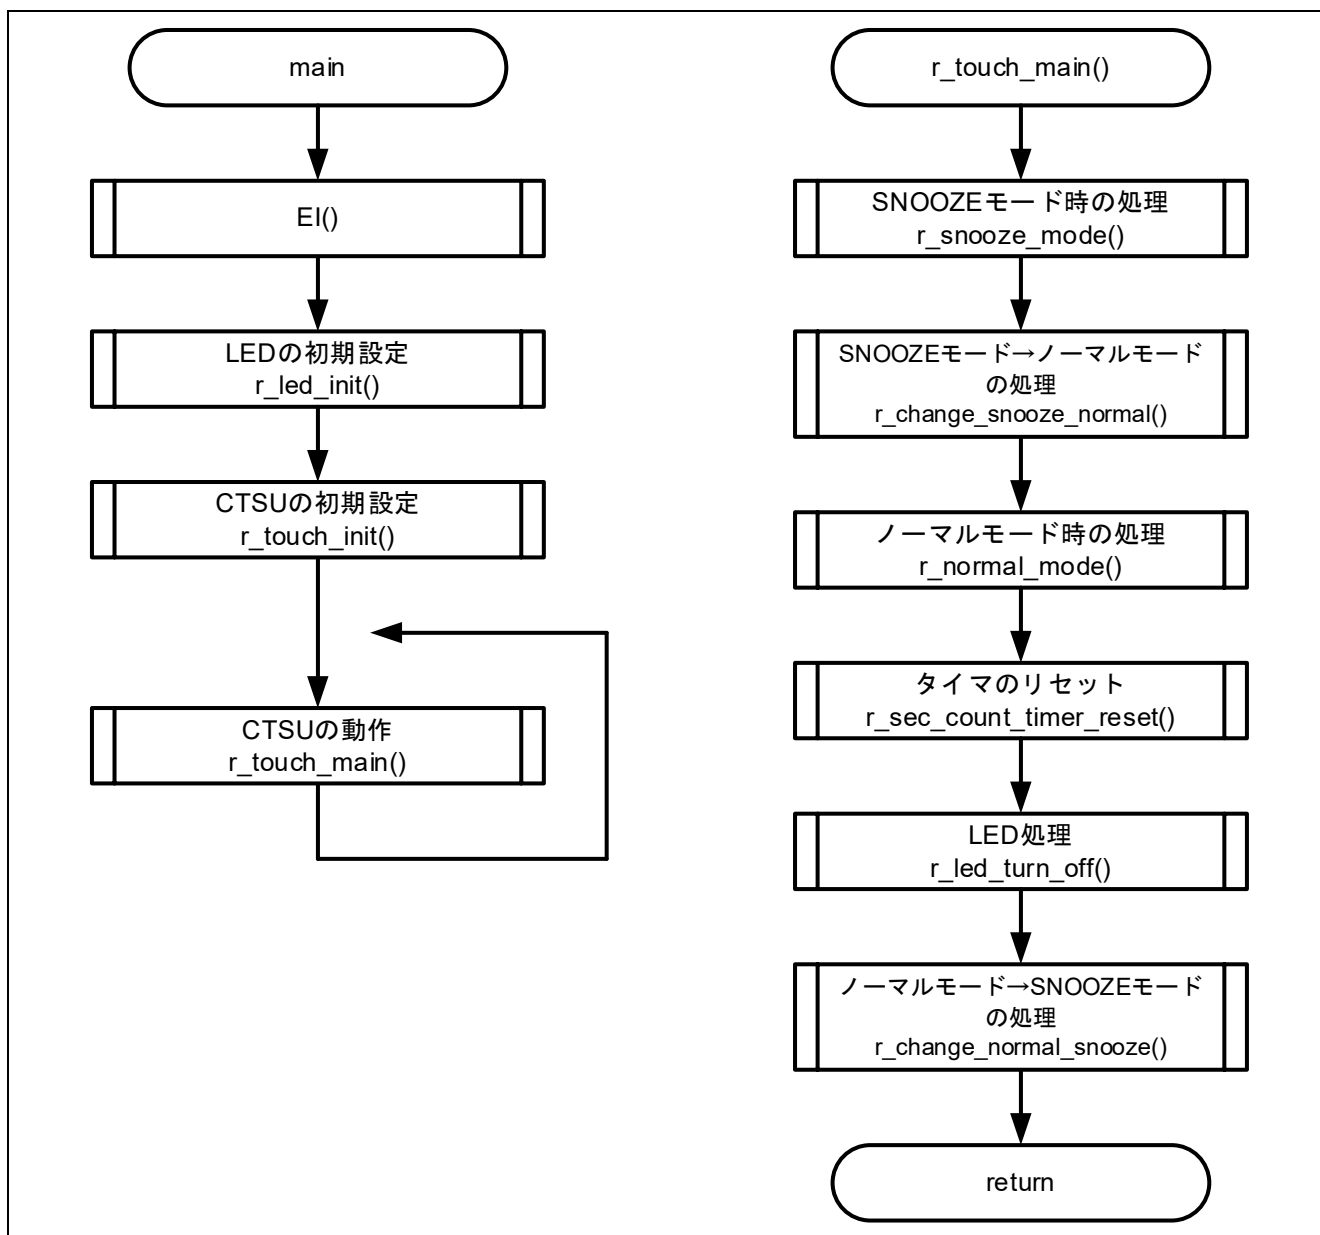 main
EI()
LEDの初期設定
r_led_init()
CTSUの初期設定
r_touch_init()
CTSUの動作
r_touch_main()
r_touch_main()
SNOOZEモード時の処理
r_snooze_mode()
SNOOZEモード→ノーマルモード
の処理
r_change_snooze_normal()
ノーマルモード時の処理
r_normal_mode()
タイマのリセット
r_sec_count_timer_reset()
LED処理
r_led_turn_off()
ノーマルモード→SNOOZEモード
の処理
r_change_normal_snooze()
return